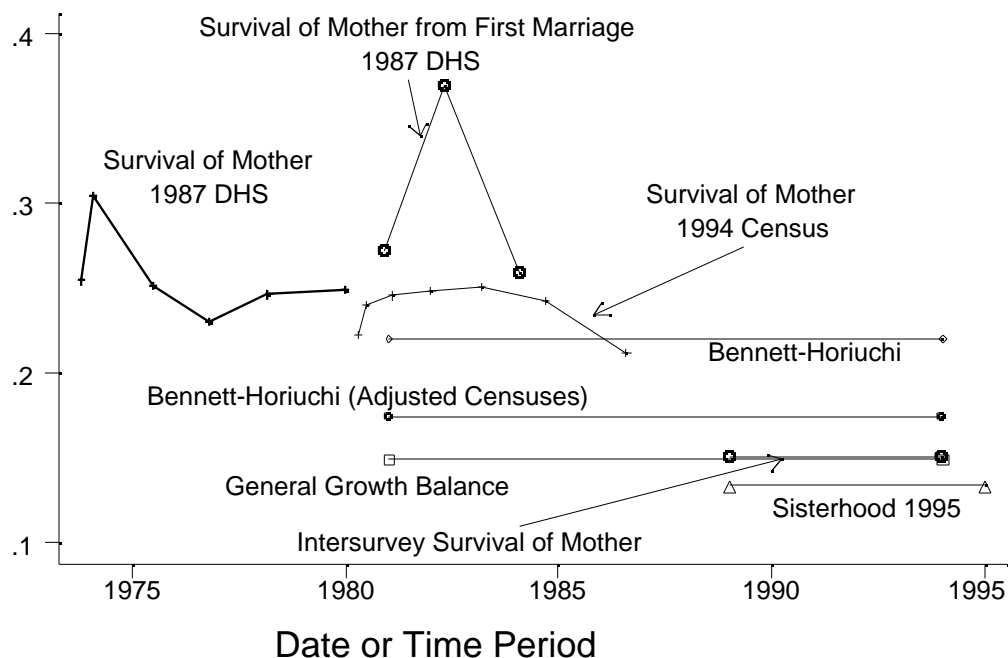 .4
Survival of Mother from First Marriage
1987 DHS
Survival of Mother
1987 DHS
.3
Survival of Mother
1994 Census
Bennett-Horiuchi
.2
Bennett-Horiuchi (Adjusted Censuses)
General Growth Balance
Sisterhood 1995
Intersurvey Survival of Mother
.1
1975 1980 1985 1990 1995
Date or Time Period